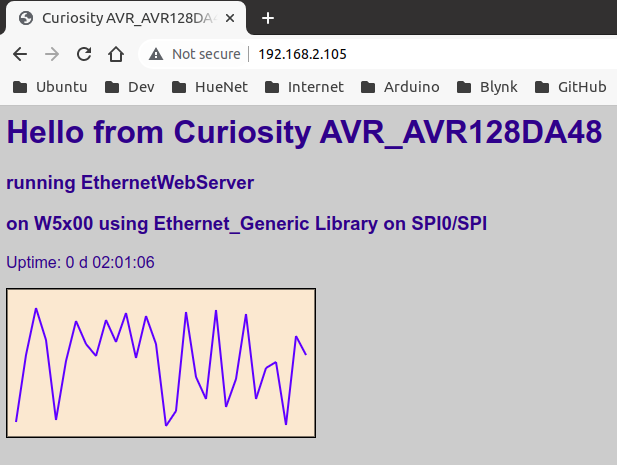 Curiosity AVR_AVR128DA
Not secure 192.168.2.105
Ubuntu Dev HueNet Internet Arduino Blynk GitHub
Hello from Curiosity AVR_AVR128DA48
running EthernetWebServer
on W5x00 using Ethernet_Generic Library on SPI0/SPI
Uptime: 0 d 02:01:06